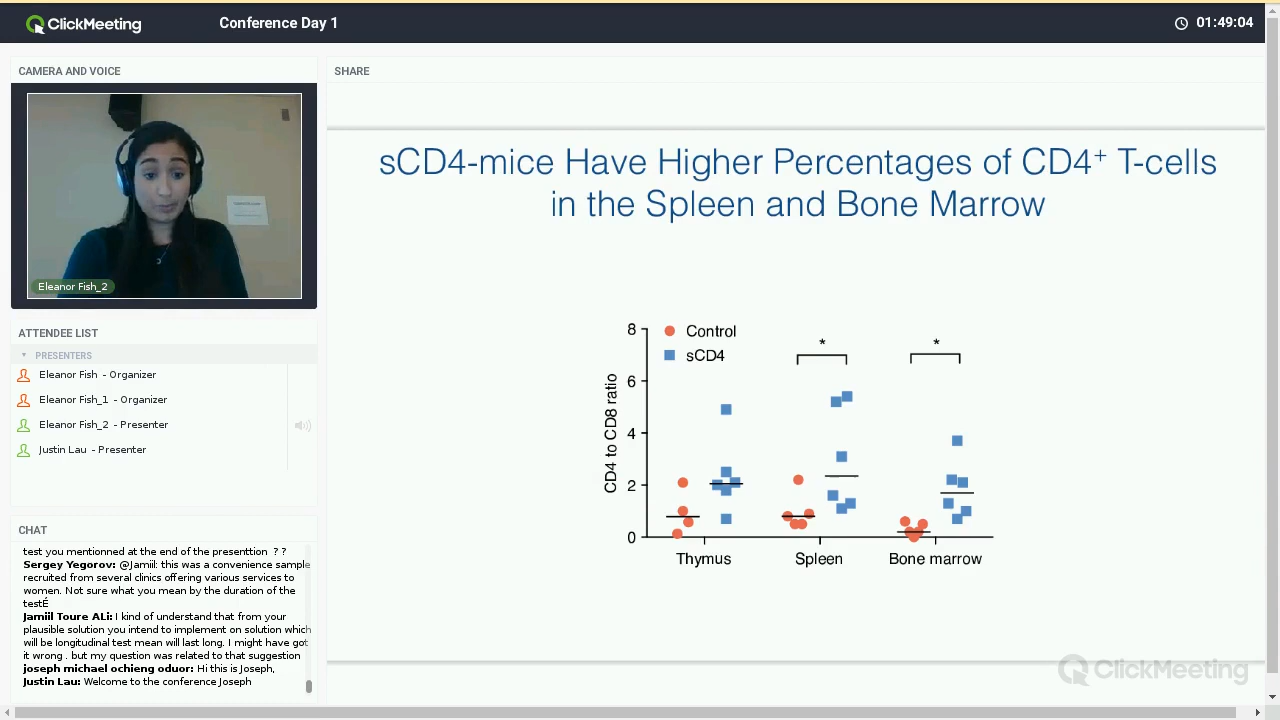 ClickMeeting
Conference Day 1
01:49:04
CAMERA AND VOICE
Eleanor Fish_2
ATTENDEE LIST
PRESENTERS
Eleanor Fish - Organizer
Eleanor Fish_1 - Organizer
Eleanor Fish_2 - Presenter
Justin Lau - Presenter
CHAT
test you mentionned at the end of the presenttion ? ?
Sergey Yegorov: @Jamiil: this was a convenience sample
recruited from several clinics offering various services to
women. Not sure what you mean by the duration of the
testÉ
Jamiil Toure ALi: I kind of understand that from your
plausible solution you intend to implement on solution which
will be longitudinal test mean will last long. I might have got
it wrong . but my question was related to that suggestion
joseph michael ochieng oduor: Hi this is Joseph,
Justin Lau: Welcome to the conference Joseph
SHARE
sCD4-mice Have Higher Percentages of CD4⁺ T-cells
in the Spleen and Bone Marrow
Control
sCD4
* *
CD4 to CD8 ratio
8
6
4
2
0
Thymus Spleen Bone marrow
ClickMeeting